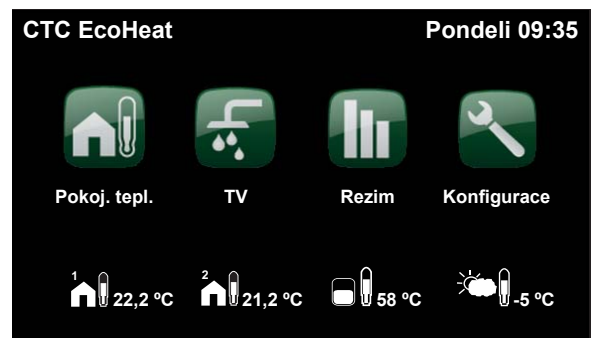 CTC EcoHeat Pondeli 09:35
Pokoj. tepl. TV Rezim Konfigurace
1 22,2 ºC 2 21,2 ºC 58 ºC -5 ºC